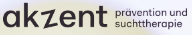 akzent prävention und
suchttherapie